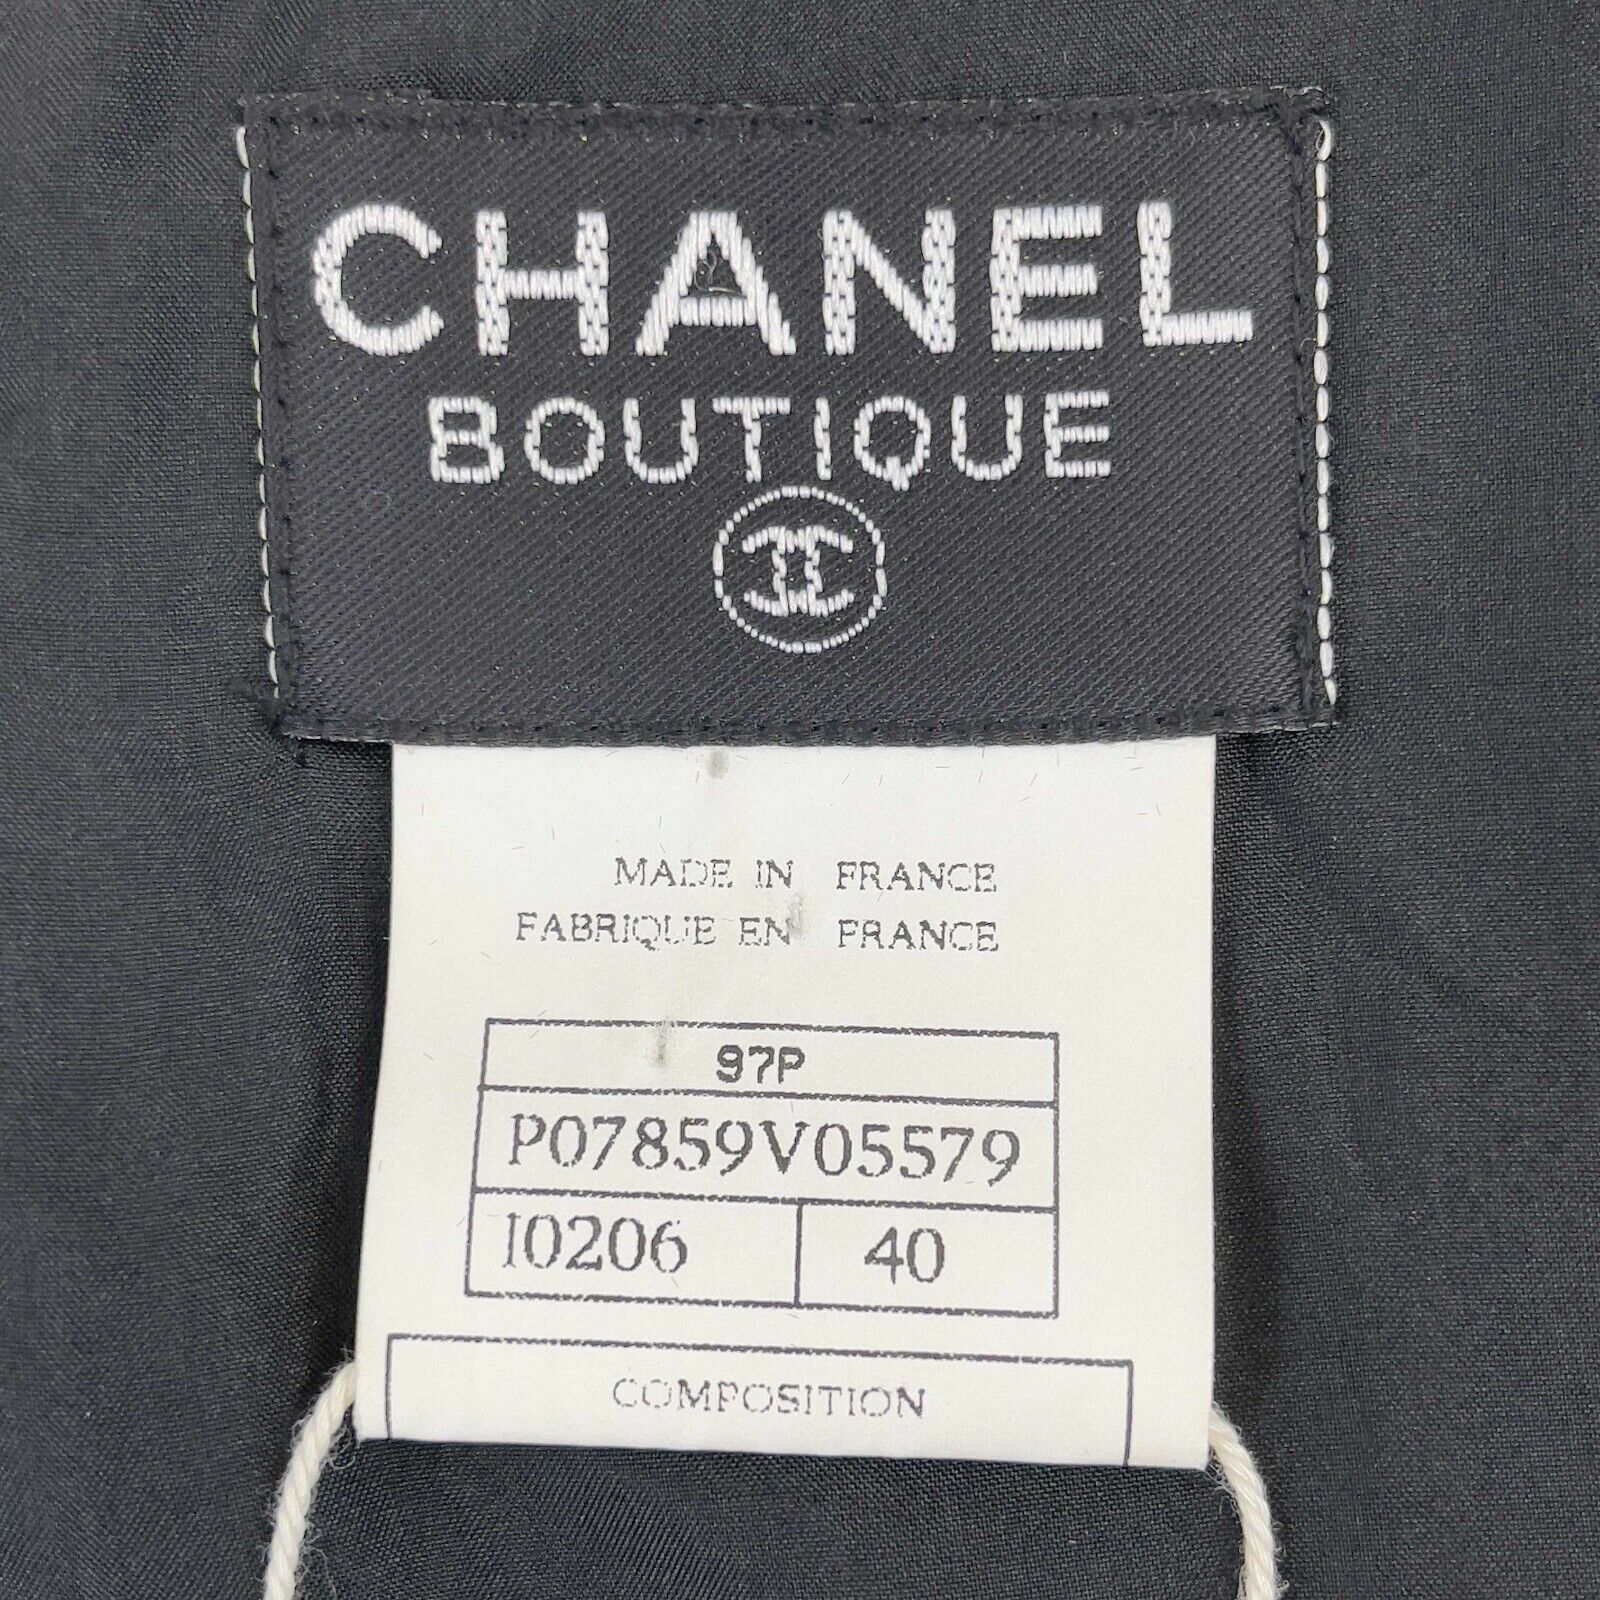 CHANEL
BOUTIQUE
MADE IN FRANCE
FABRIQUE EN FRANCE
97P
P07859V05579
I0206 40
COMPOSITION